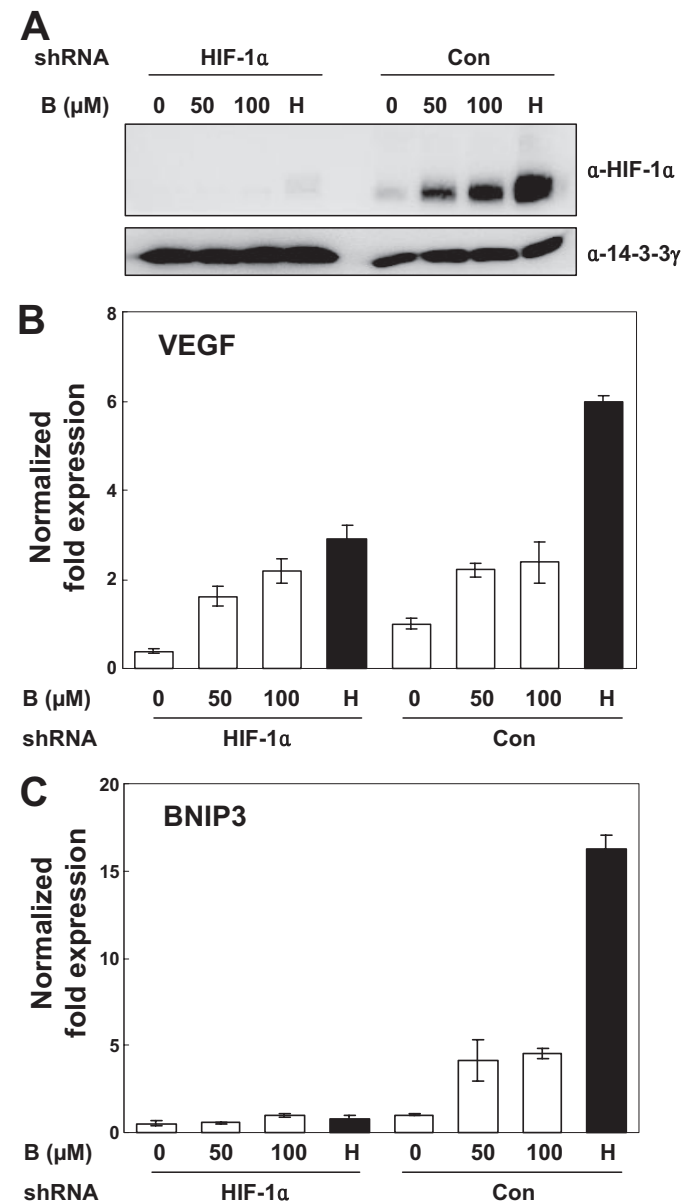 A
shRNA HIF-1α Con
B (µM) 0 50 100 H 0 50 100 H
α-HIF-1α
α-14-3-3γ
B
VEGF
Normalized
fold expression
8
6
4
2
0
B (µM) 0 50 100 H 0 50 100 H
shRNA HIF-1α Con
C
BNIP3
Normalized
fold expression
20
15
10
5
0
B (µM) 0 50 100 H 0 50 100 H
shRNA HIF-1α Con